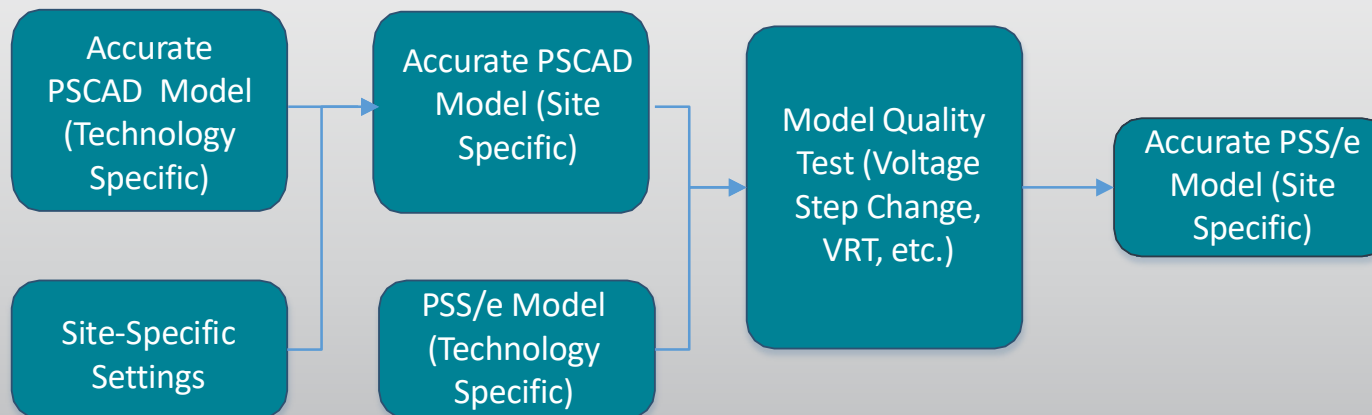 Accurate
PSCAD Model
(Technology
Specific)
Site-Specific
Settings
Accurate PSCAD
Model (Site
Specific)
PSS/e Model
(Technology
Specific)
Model Quality
Test (Voltage
Step Change,
VRT, etc.)
Accurate PSS/e
Model (Site
Specific)